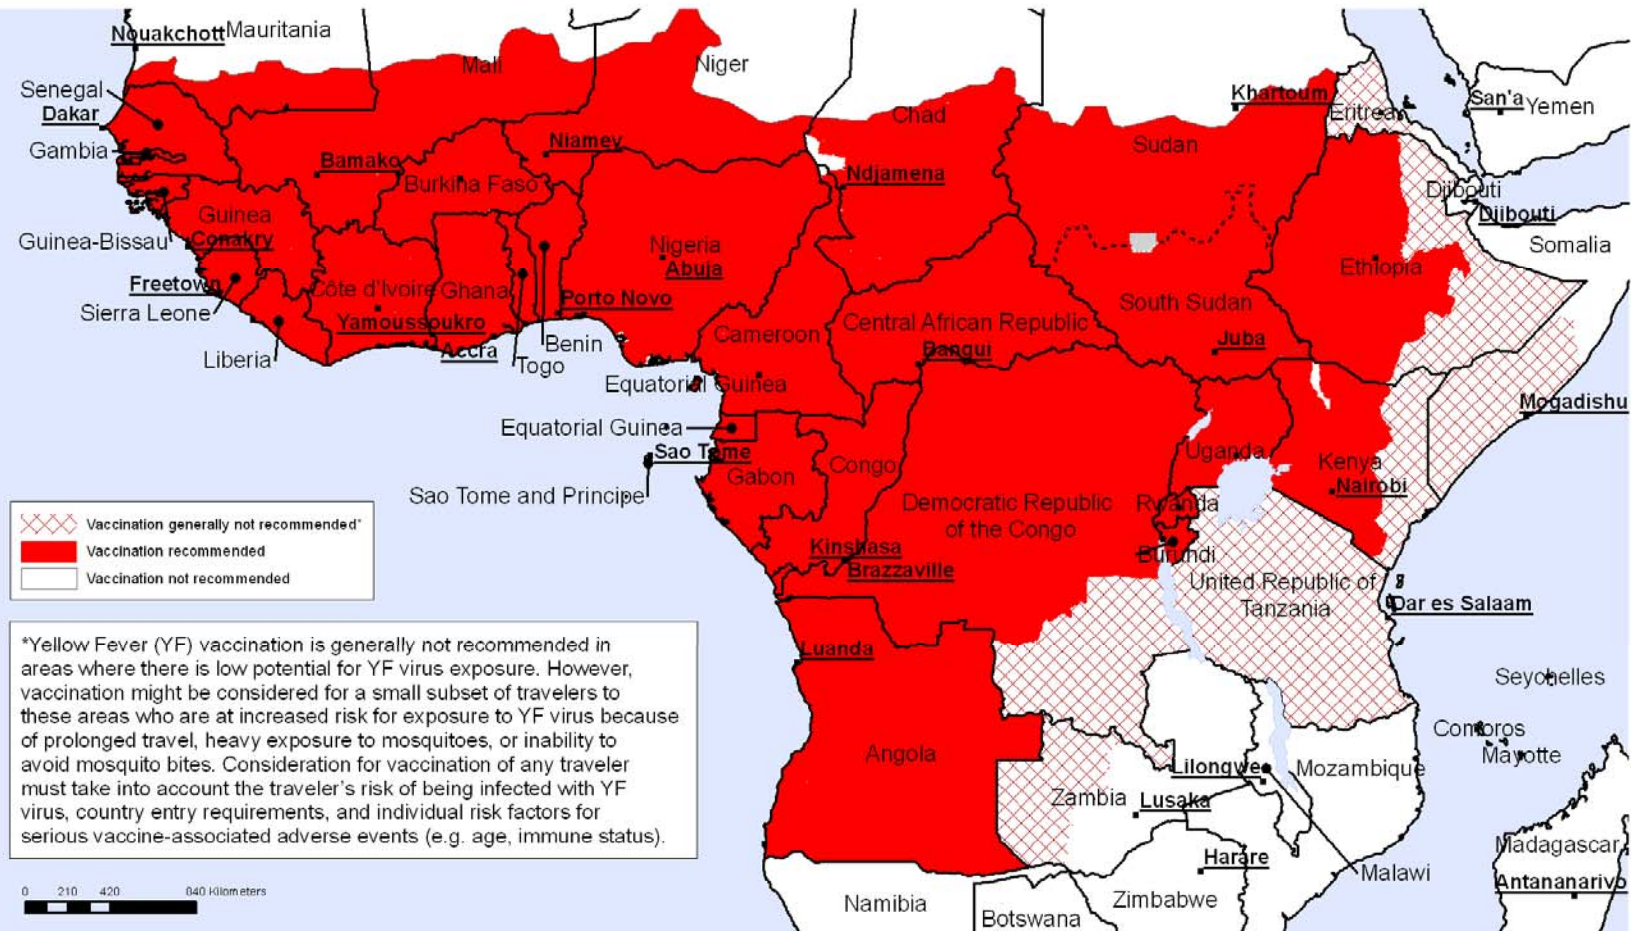 Nouakchott
Mauritania
Mali
Niger
Senegal
Dakar
Gambia
Bamako
Niamey
Burkina Faso
Chad
Khartoum
Eritrea
San'a
Yemen
Sudan
Ndjamena
Djibouti
Djibouti
Guinea
Conakry
Guinea-Bissau
Nigeria
Abuja
Somalia
Ethiopia
Freetown
Sierra Leone
Côte d'Ivoire
Ghana
Porto Novo
South Sudan
Yamoussoukro
Accra
Liberia
Togo
Benin
Cameroon
Central African Republic
Bangui
Juba
Equatorial Guinea
Mogadishu
Equatorial Guinea
Sao Tome
Sao Tome and Principe
Gabon
Congo
Uganda
Kenya
Nairobi
Democratic Republic
of the Congo
Rwanda
Burundi
Kinshasa
Brazzaville
United Republic of
Tanzania
Dar es Salaam
Luanda
Seychelles
Comoros
Mayotte
Angola
Lilongwe
Mozambique
Zambia
Lusaka
Harare
Malawi
Madagascar
Antananarivo
Namibia
Botswana
Zimbabwe
Vaccination generally not recommended*
Vaccination recommended
Vaccination not recommended
*Yellow Fever (YF) vaccination is generally not recommended in
areas where there is low potential for YF virus exposure. However,
vaccination might be considered for a small subset of travelers to
these areas who are at increased risk for exposure to YF virus because
of prolonged travel, heavy exposure to mosquitoes, or inability to
avoid mosquito bites. Consideration for vaccination of any traveler
must take into account the traveler's risk of being infected with YF
virus, country entry requirements, and individual risk factors for
serious vaccine-associated adverse events (e.g. age, immune status).
0 210 420 840 Kilometers